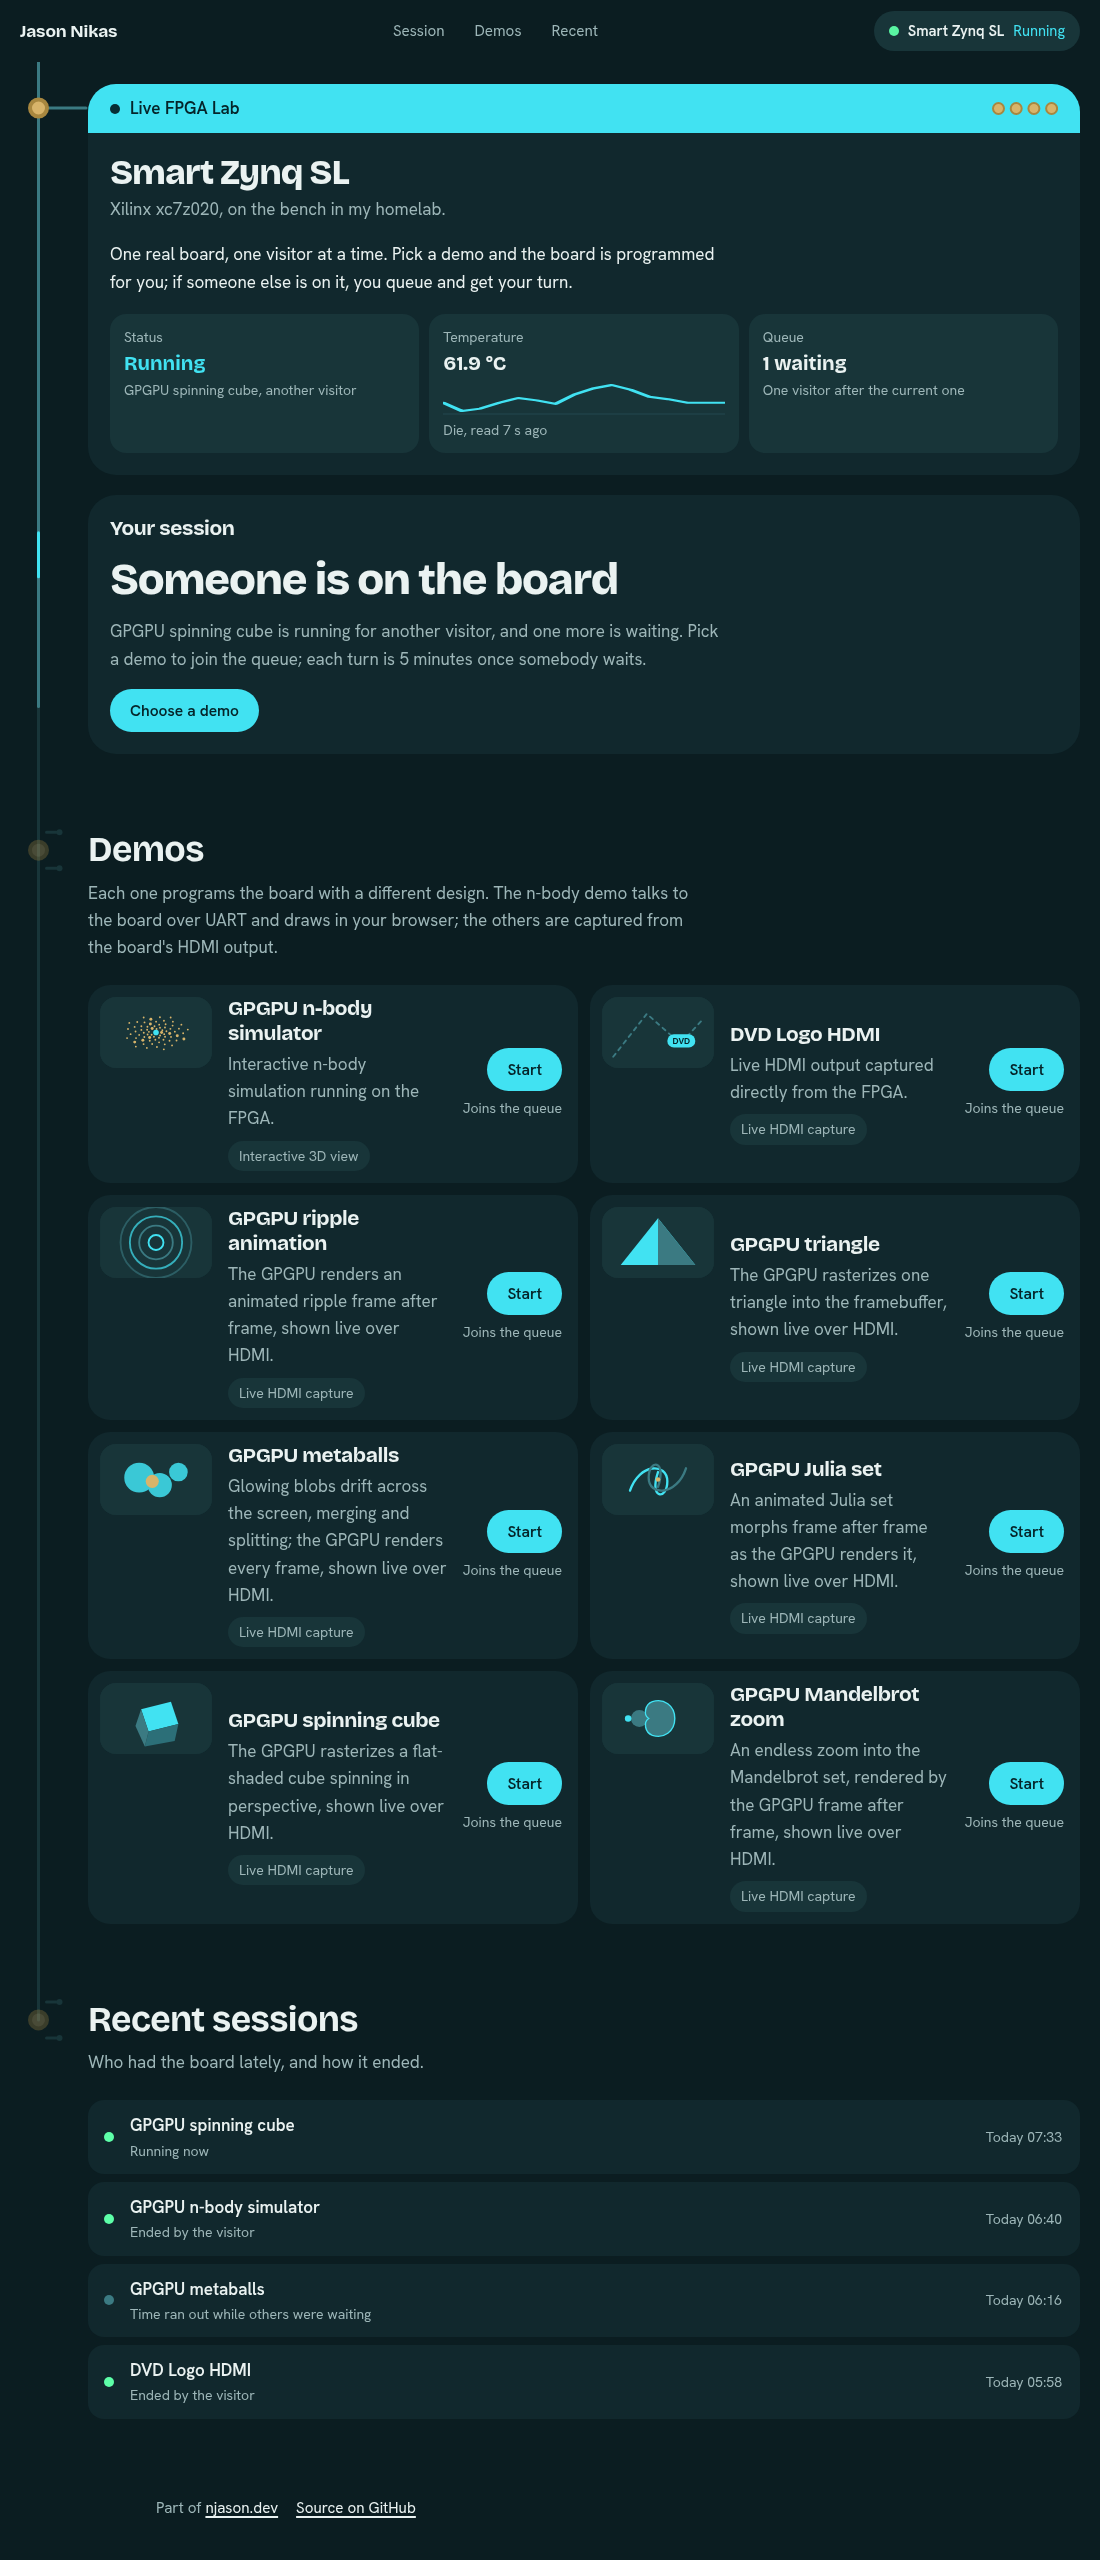 Jason Nikas
Session
Demos
Recent
Smart Zynq SL Running
Live FPGA Lab
Smart Zynq SL
Xilinx xc7z020, on the bench in my homelab.
One real board, one visitor at a time. Pick a demo and the board is programmed
for you; if someone else is on it, you queue and get your turn.
Status
Running
GPGPU spinning cube, another visitor
Temperature
61.9 °C
Die, read 7 s ago
Queue
1 waiting
One visitor after the current one
Your session
Someone is on the board
GPGPU spinning cube is running for another visitor, and one more is waiting. Pick
a demo to join the queue; each turn is 5 minutes once somebody waits.
Choose a demo
Demos
Each one programs the board with a different design. The n-body demo talks to
the board over UART and draws in your browser; the others are captured from
the board's HDMI output.
GPGPU n-body
simulator
Interactive n-body
simulation running on the
FPGA.
Interactive 3D view
Start
Joins the queue
DVD
DVD Logo HDMI
Live HDMI output captured
directly from the FPGA.
Live HDMI capture
Start
Joins the queue
GPGPU ripple
animation
The GPGPU renders an
animated ripple frame after
frame, shown live over
HDMI.
Live HDMI capture
Start
Joins the queue
GPGPU triangle
The GPGPU rasterizes one
triangle into the framebuffer,
shown live over HDMI.
Live HDMI capture
Start
Joins the queue
GPGPU metaballs
Glowing blobs drift across
the screen, merging and
splitting; the GPGPU renders
every frame, shown live over
HDMI.
Live HDMI capture
Start
Joins the queue
GPGPU Julia set
An animated Julia set
morphs frame after frame
as the GPGPU renders it,
shown live over HDMI.
Live HDMI capture
Start
Joins the queue
GPGPU spinning cube
The GPGPU rasterizes a flat-
shaded cube spinning in
perspective, shown live over
HDMI.
Live HDMI capture
Start
Joins the queue
GPGPU Mandelbrot
zoom
An endless zoom into the
Mandelbrot set, rendered by
the GPGPU frame after
frame, shown live over
HDMI.
Live HDMI capture
Start
Joins the queue
Recent sessions
Who had the board lately, and how it ended.
GPGPU spinning cube
Running now
Today 07:33
GPGPU n-body simulator
Ended by the visitor
Today 06:40
GPGPU metaballs
Time ran out while others were waiting
Today 06:16
DVD Logo HDMI
Ended by the visitor
Today 05:58
Part of njason.dev Source on GitHub